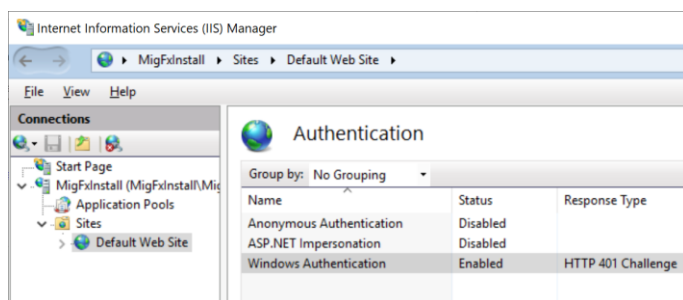 Internet Information Services (IIS) Manager
MigFxInstall Sites Default Web Site
File View Help
Connections
Start Page
MigFxInstall (MigFxInstall\Mig
Application Pools
Sites
Default Web Site
Authentication
Group by: No Grouping
Name Status Response Type
Anonymous Authentication Disabled
ASP.NET Impersonation Disabled
Windows Authentication Enabled HTTP 401 Challenge